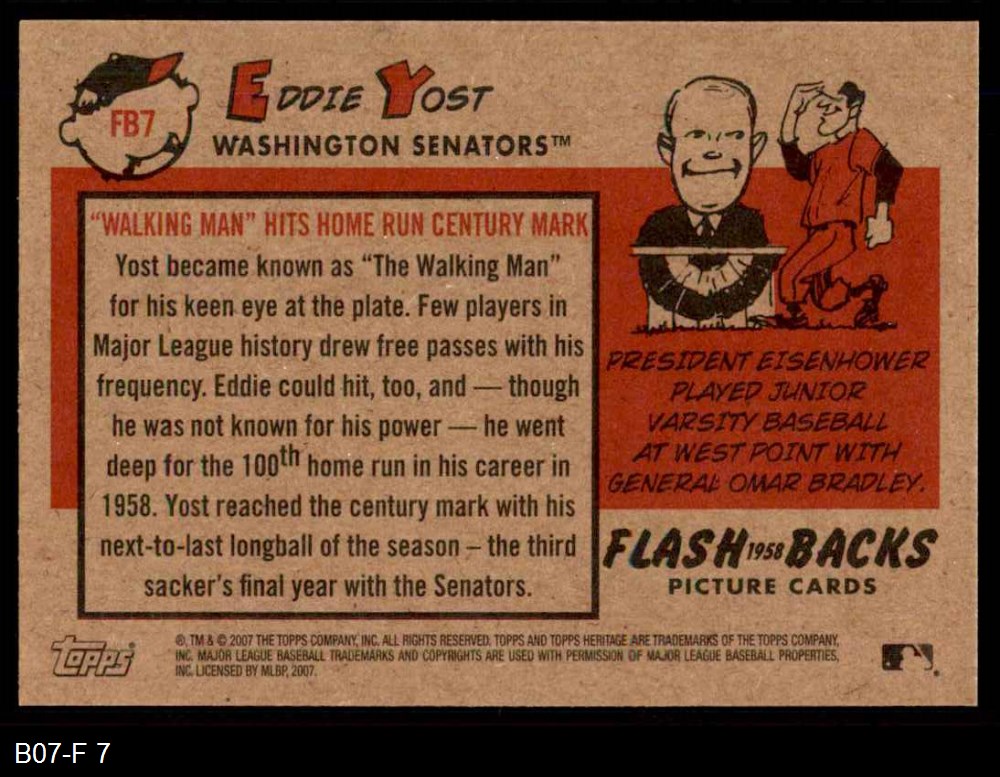 FB7
EDDIE YOST
WASHINGTON SENATORS™
"WALKING MAN" HITS HOME RUN CENTURY MARK
Yost became known as "The Walking Man"
for his keen eye at the plate. Few players in
Major League history drew free passes with his
frequency. Eddie could hit, too, and — though
he was not known for his power — he went
deep for the 100th home run in his career in
1958. Yost reached the century mark with his
next-to-last longball of the season – the third
sacker's final year with the Senators.
PRESIDENT EISENHOWER
PLAYED JUNIOR
VARSITY BASEBALL
AT WEST POINT WITH
GENERAL OMAR BRADLEY.
FLASH 1958 BACKS
PICTURE CARDS
Topps®
®, TM & © 2007 THE TOPPS COMPANY, INC. ALL RIGHTS RESERVED. TOPPS AND TOPPS HERITAGE ARE TRADEMARKS OF THE TOPPS COMPANY,
INC. MAJOR LEAGUE BASEBALL TRADEMARKS AND COPYRIGHTS ARE USED WITH PERMISSION OF MAJOR LEAGUE BASEBALL PROPERTIES,
INC. LICENSED BY MLBP, 2007.
B07-F 7